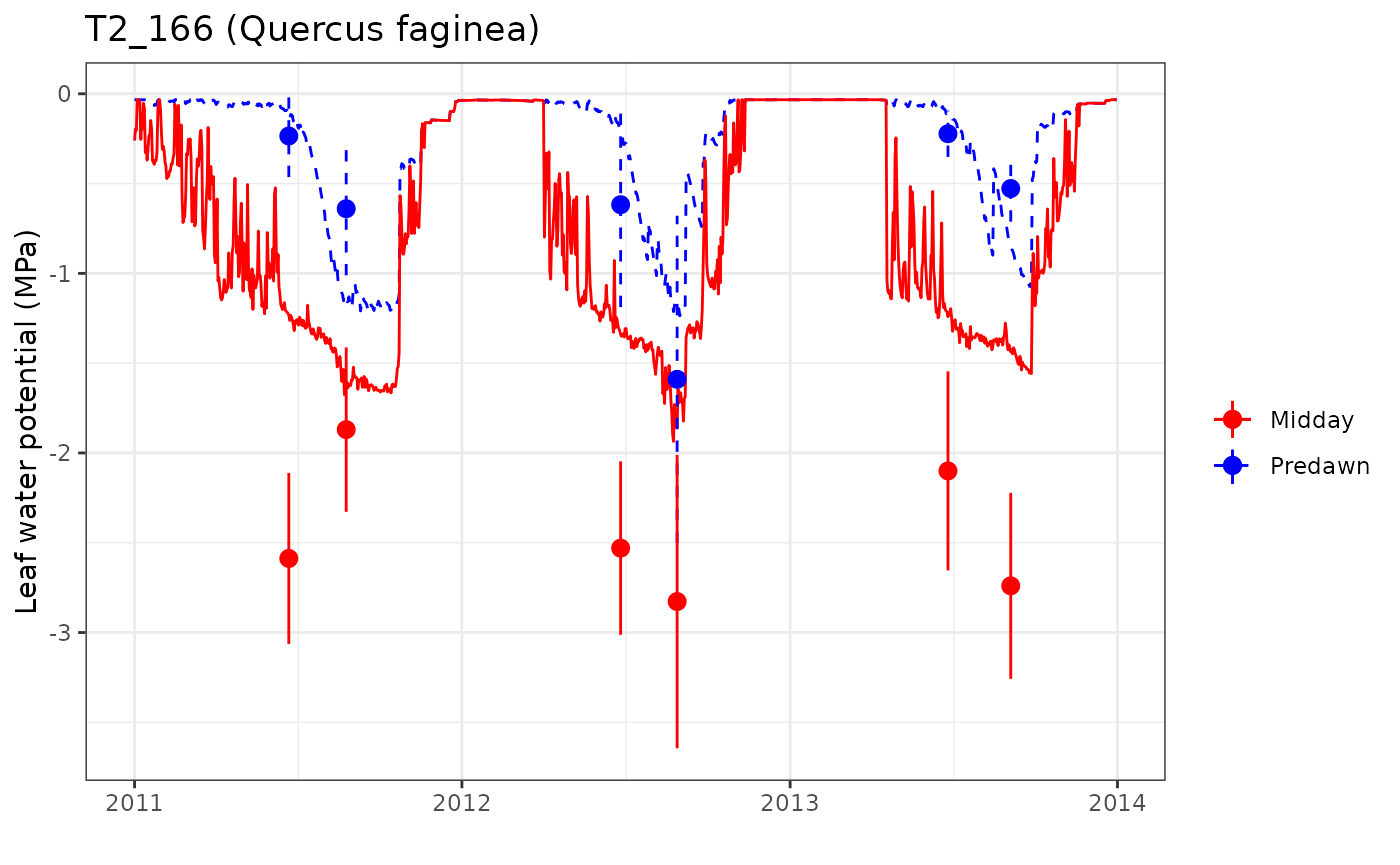 T2_166 (Quercus faginea)
Leaf water potential (MPa)
0
-1
-2
-3
2011
2012
2013
2014
Midday
Predawn